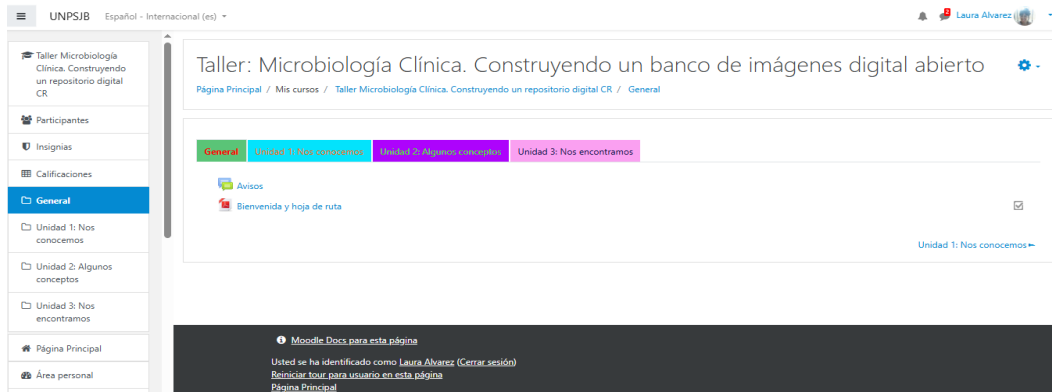 UNPSJB Español - Internacional (es)
2 Laura Alvarez
Taller Microbiología
Clínica. Construyendo
un repositorio digital
CR
Participantes
Insignias
Calificaciones
General
Unidad 1: Nos
conocemos
Unidad 2: Algunos
conceptos
Unidad 3: Nos
encontramos
Página Principal
Área personal
Taller: Microbiología Clínica. Construyendo un banco de imágenes digital abierto
Página Principal / Mis cursos / Taller Microbiología Clínica. Construyendo un repositorio digital CR / General
General Unidad 1: Nos conocemos Unidad 2: Algunos conceptos Unidad 3: Nos encontramos
Avisos
Bienvenida y hoja de ruta
Unidad 1: Nos conocemos
Moodle Docs para esta página
Usted se ha identificado como Laura Alvarez (Cerrar sesión)
Reiniciar tour para usuario en esta página
Página Principal